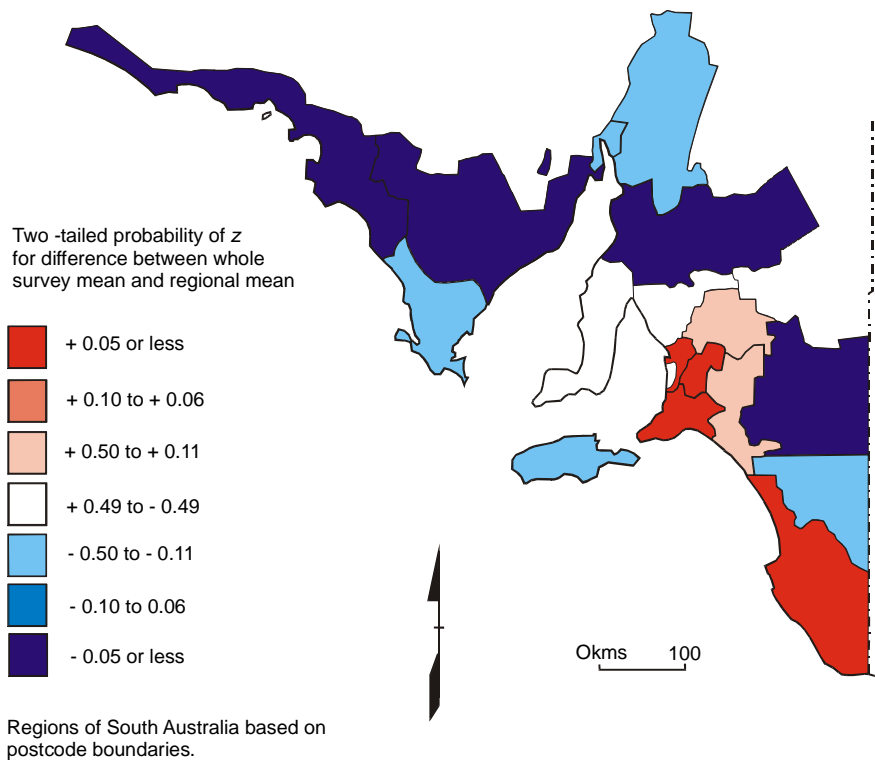 Two -tailed probability of z
for difference between whole
survey mean and regional mean
+ 0.05 or less
+ 0.10 to + 0.06
+ 0.50 to + 0.11
+ 0.49 to - 0.49
- 0.50 to - 0.11
- 0.10 to 0.06
- 0.05 or less
Okms 100
Regions of South Australia based on
postcode boundaries.